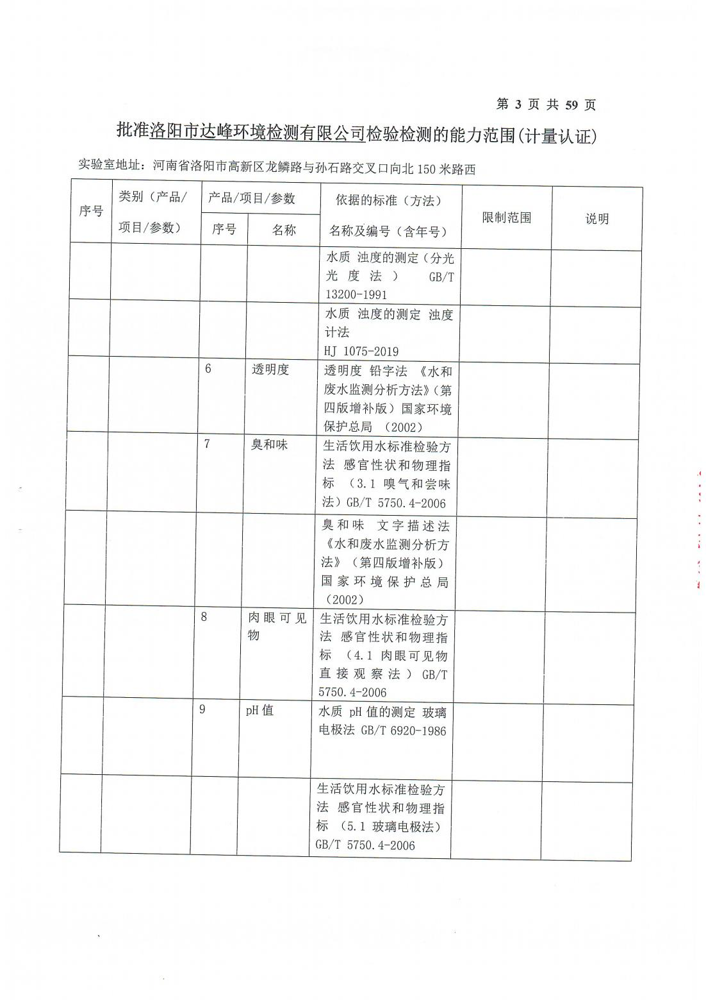 第 3 页 共 59 页
批准洛阳市达峰环境检测有限公司检验检测的能力范围(计量认证)
实验室地址：河南省洛阳市高新区龙鳞路与孙石路交叉口向北 150 米路西
序号
类别（产品/
项目/参数）
产品/项目/参数
序号
名称
依据的标准（方法）
名称及编号（含年号）
限制范围
说明
水质 浊度的测定（分光
光度法） GB/T
13200-1991
水质 浊度的测定 浊度
计法
HJ 1075-2019
6
透明度
透明度 铅字法 《水和
废水监测分析方法》（第
四版增补版）国家环境
保护总局 （2002）
7
臭和味
生活饮用水标准检验方
法 感官性状和物理指
标 （3.1 嗅气和尝味
法）GB/T 5750.4-2006
臭和味 文字描述法
《水和废水监测分析方
法》（第四版增补版）
国家环境保护总局
（2002）
8
肉眼可见
物
生活饮用水标准检验方
法 感官性状和物理指
标 （4.1 肉眼可见物
直接观察法） GB/T
5750.4-2006
9
pH 值
水质 pH 值的测定 玻璃
电极法 GB/T 6920-1986
生活饮用水标准检验方
法 感官性状和物理指
标 （5.1 玻璃电极法）
GB/T 5750.4-2006